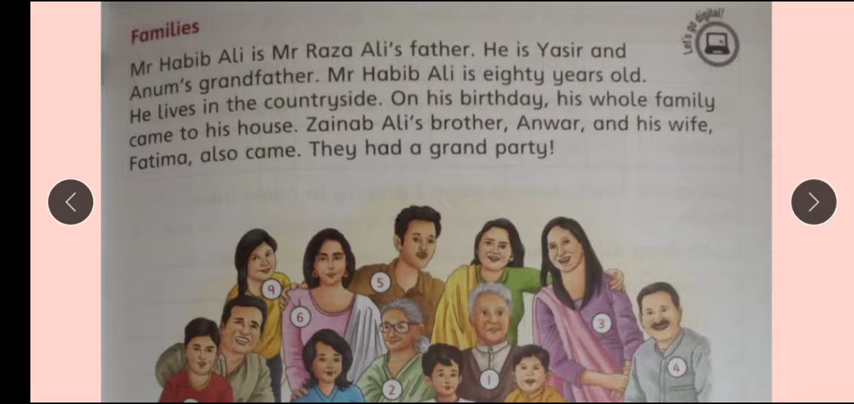 Families
Let's go digital!
Mr Habib Ali is Mr Raza Ali's father. He is Yasir and
Anum's grandfather. Mr Habib Ali is eighty years old.
He lives in the countryside. On his birthday, his whole family
came to his house. Zainab Ali's brother, Anwar, and his wife,
Fatima, also came. They had a grand party!
9
5
6
3
4
2
1